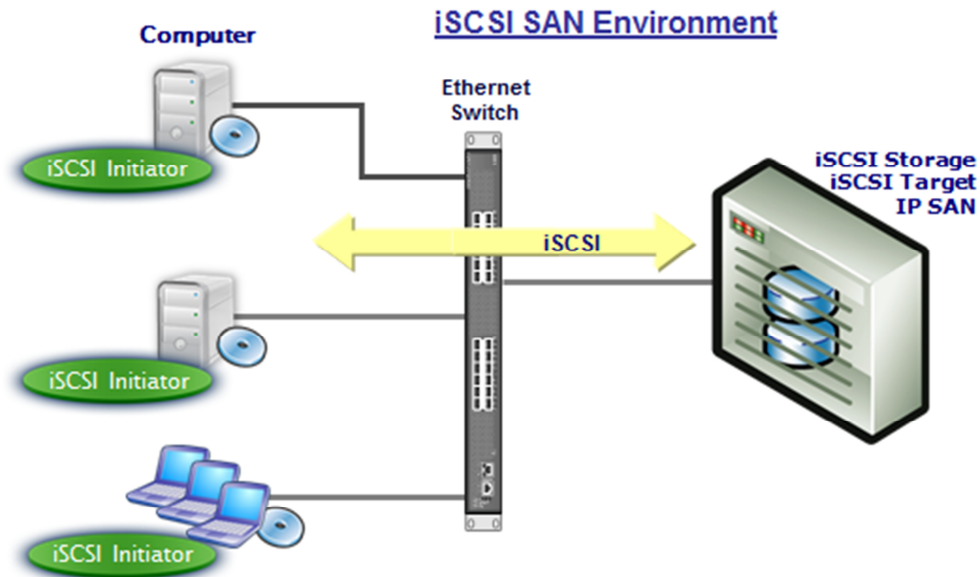 iSCSI SAN Environment
Computer
Ethernet
Switch
iSCSI Initiator
iSCSI Storage
iSCSI Target
IP SAN
iSCSI
iSCSI Initiator
iSCSI Initiator